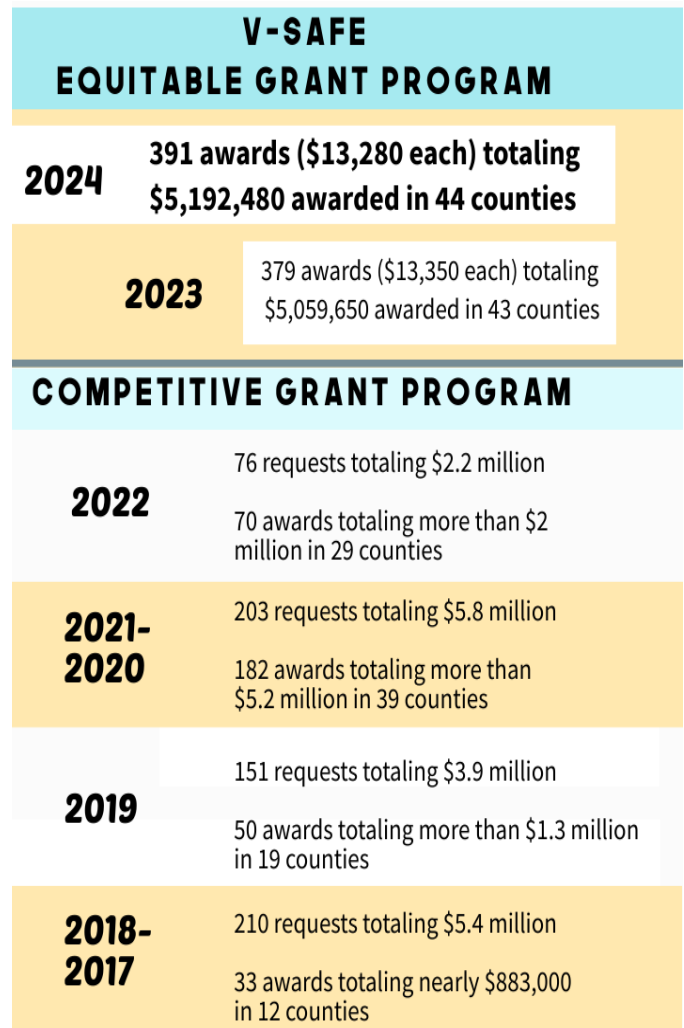 V-SAFE
EQUITABLE GRANT PROGRAM
2024
391 awards ($13,280 each) totaling
$5,192,480 awarded in 44 counties
2023
379 awards ($13,350 each) totaling
$5,059,650 awarded in 43 counties
COMPETITIVE GRANT PROGRAM
2022
76 requests totaling $2.2 million
70 awards totaling more than $2
million in 29 counties
2021-
2020
203 requests totaling $5.8 million
182 awards totaling more than
$5.2 million in 39 counties
2019
151 requests totaling $3.9 million
50 awards totaling more than $1.3 million
in 19 counties
2018-
2017
210 requests totaling $5.4 million
33 awards totaling nearly $883,000
in 12 counties